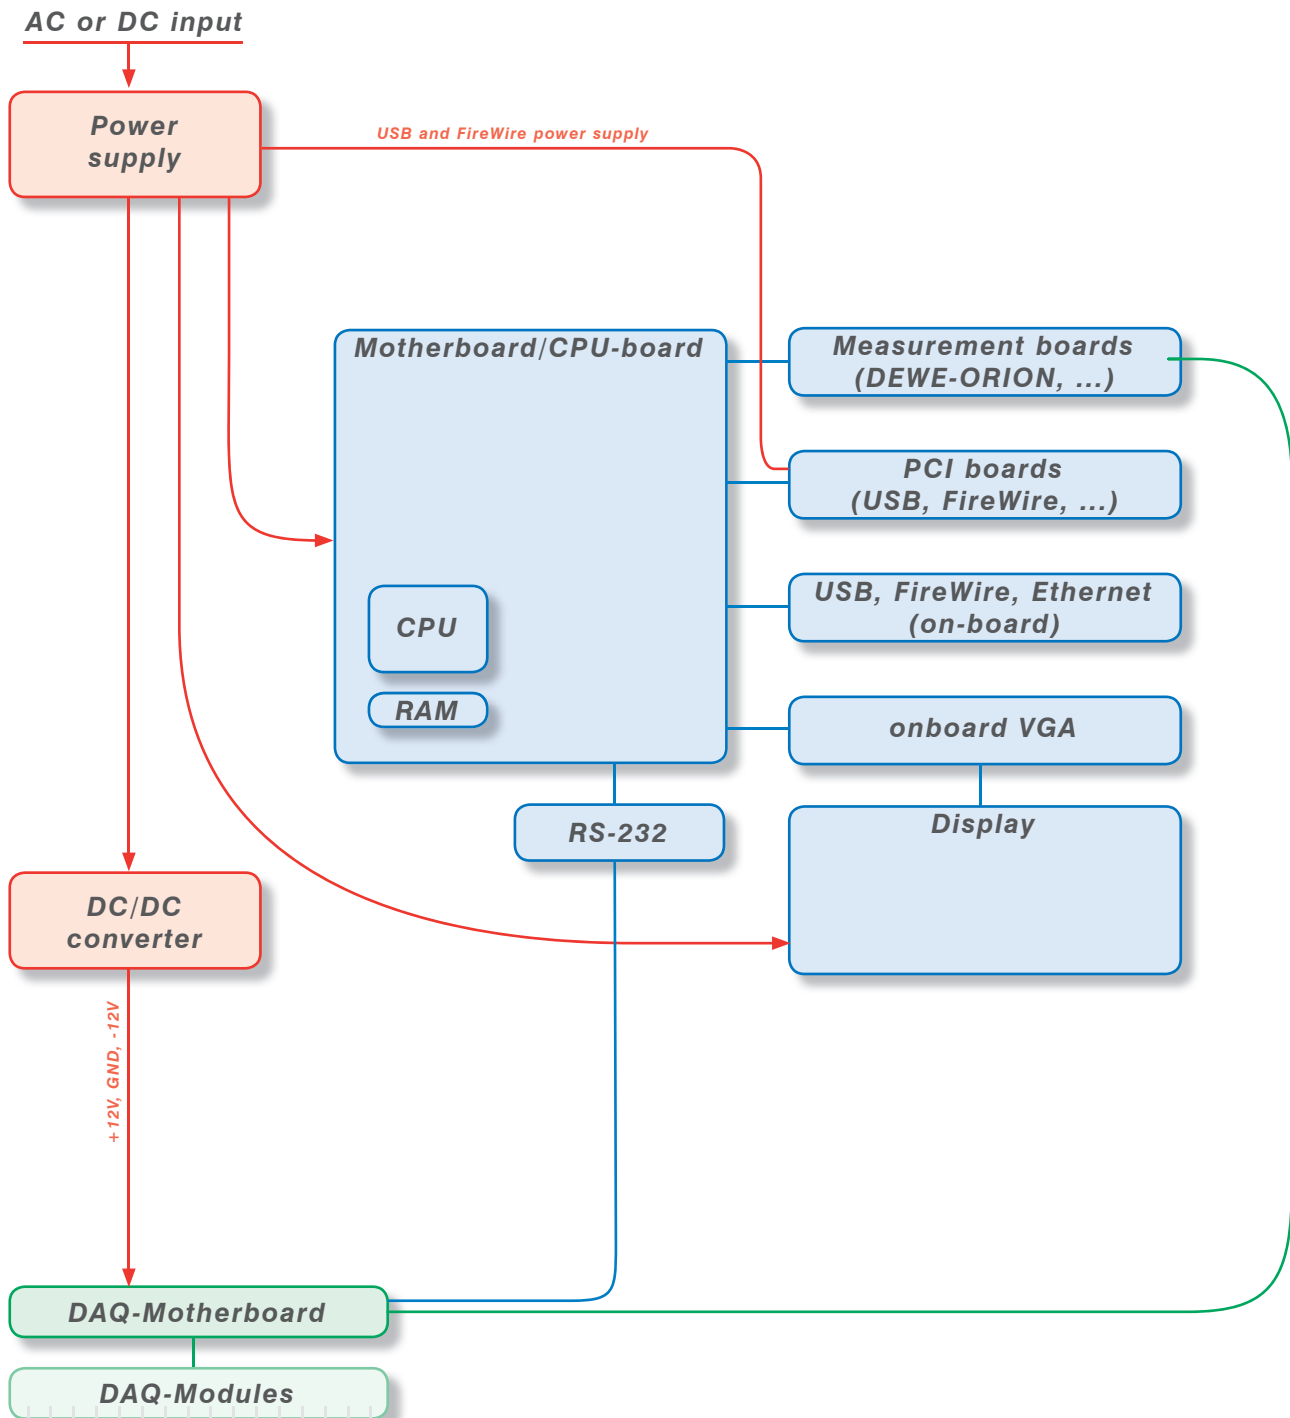 AC or DC input
Power
supply
USB and FireWire power supply
Motherboard/CPU-board
Measurement boards
(DEWE-ORION, ...)
PCI boards
(USB, FireWire, ...)
CPU
USB, FireWire, Ethernet
(on-board)
RAM
onboard VGA
RS-232
Display
DC/DC
converter
+12V, GND, -12V
DAQ-Motherboard
DAQ-Modules